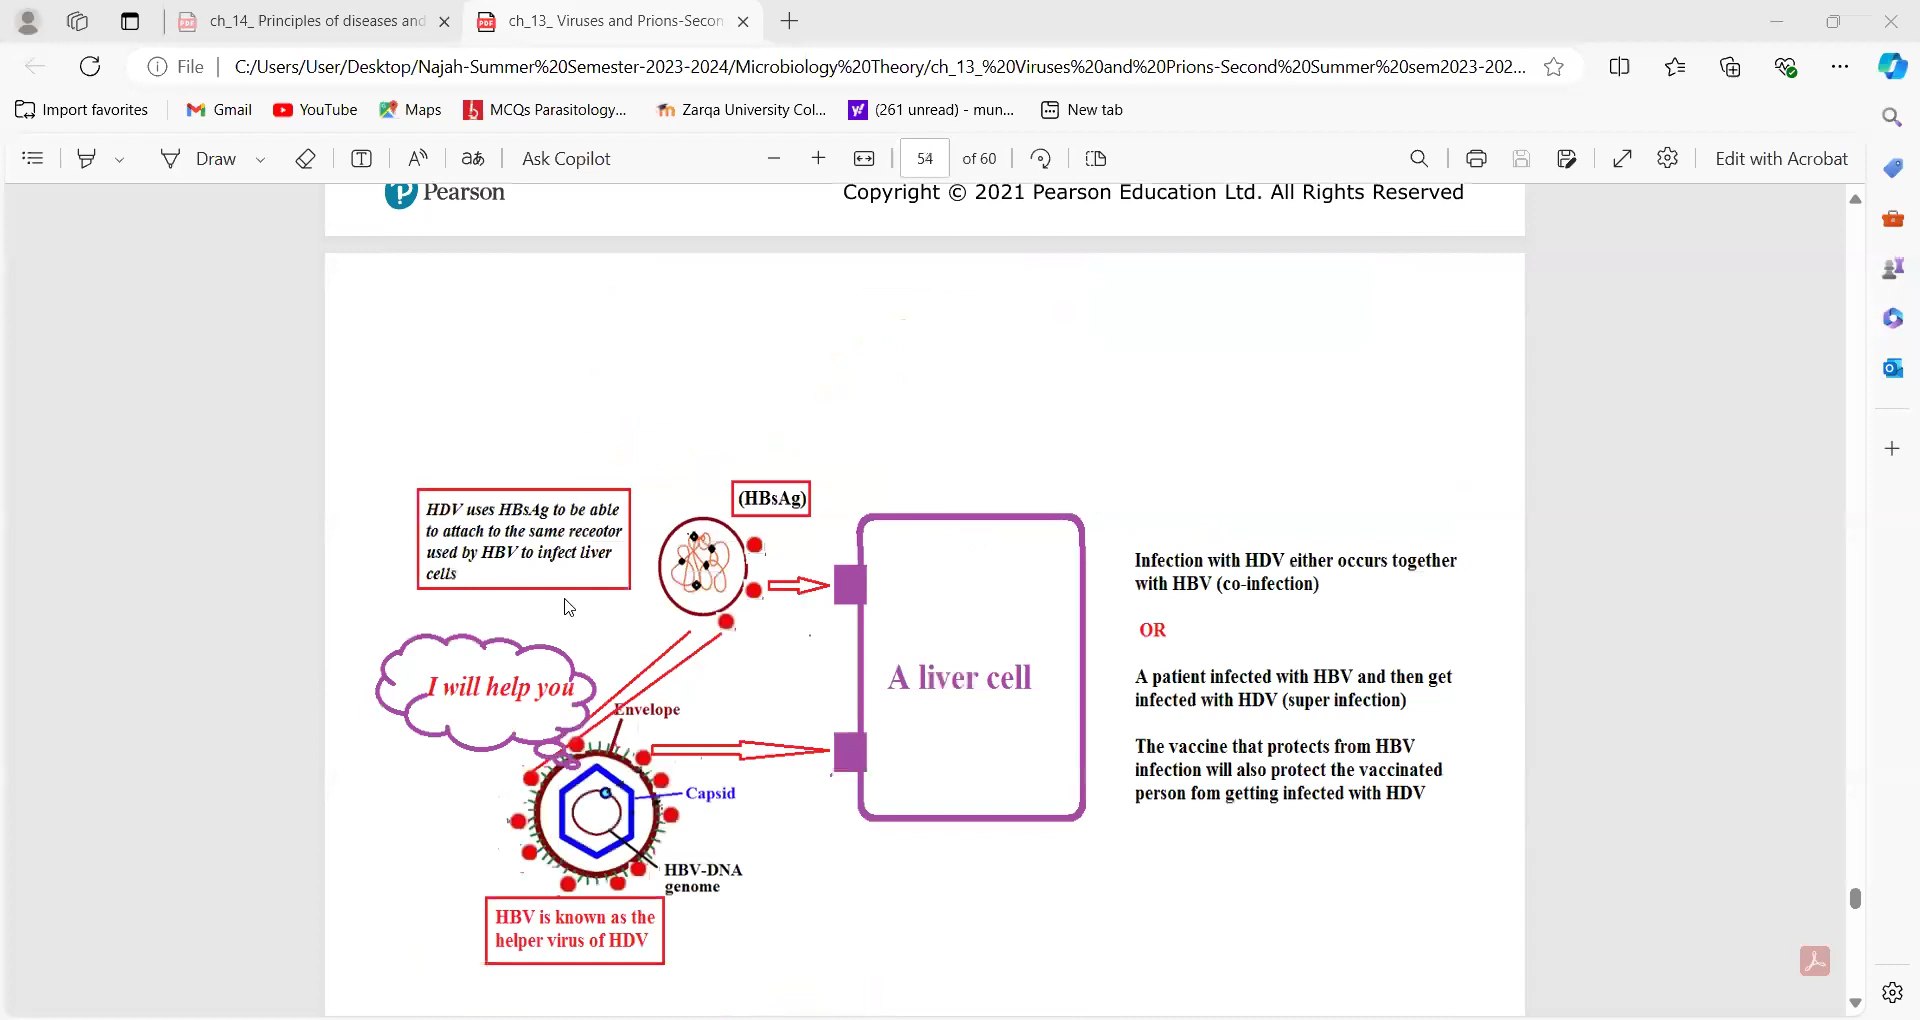 ch_14_ Principles of diseases and
ch_13_ Viruses and Prions-Secon
File
C:/Users/User/Desktop/Najah-Summer%20Semester-2023-2024/Microbiology%20Theory/ch_13_%20Viruses%20and%20Prions-Second%20Summer%20sem2023-202...
Import favorites
Gmail
YouTube
Maps
MCQs Parasitology...
Zarqa University Col...
(261 unread) - mun...
New tab
Draw
Ask Copilot
54
of 60
Edit with Acrobat
Pearson
Copyright © 2021 Pearson Education Ltd. All Rights Reserved
(HBsAg)
HDV uses HBsAg to be able
to attach to the same receotor
used by HBV to infect liver
cells
I will help you
Envelope
Capsid
HBV-DNA
genome
HBV is known as the
helper virus of HDV
A liver cell
Infection with HDV either occurs together
with HBV (co-infection)
OR
A patient infected with HBV and then get
infected with HDV (super infection)
The vaccine that protects from HBV
infection will also protect the vaccinated
person fom getting infected with HDV